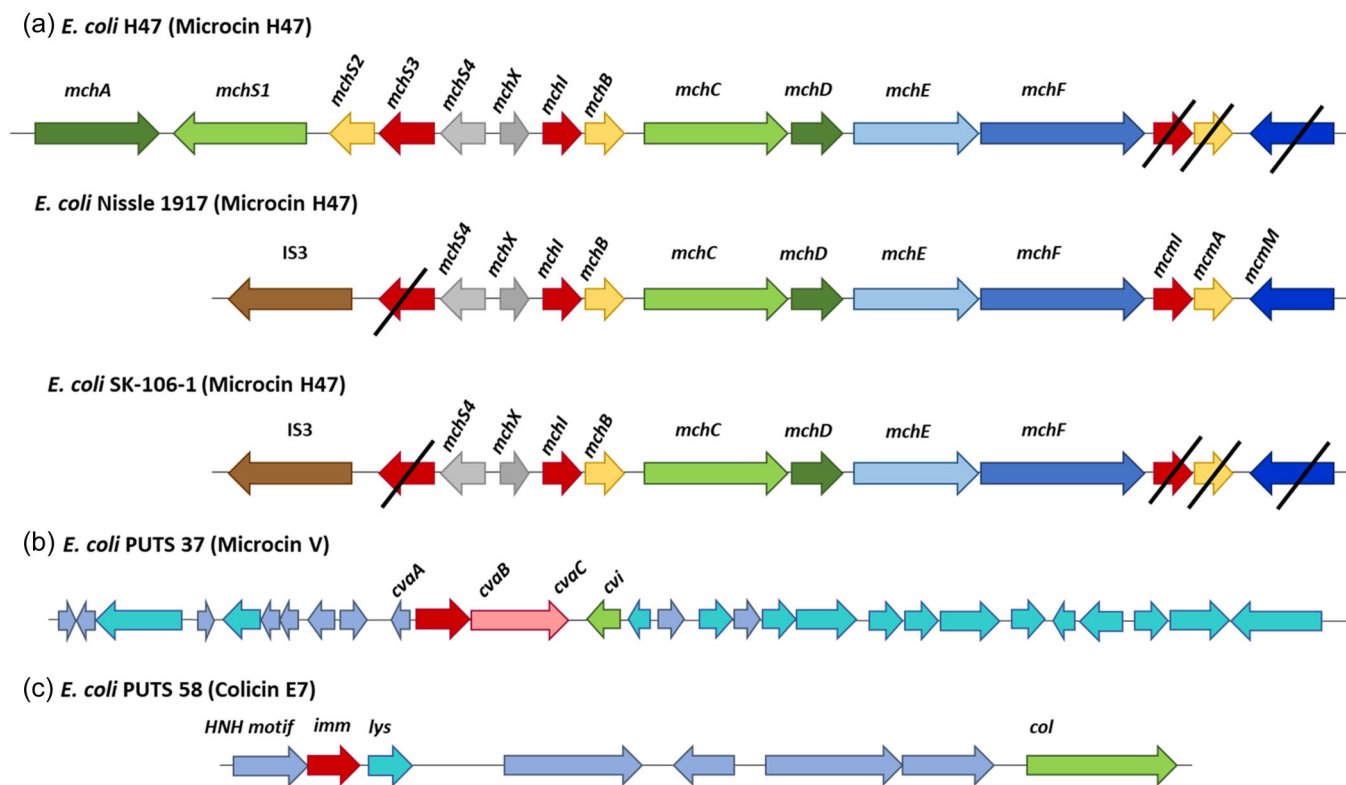 (a) E. coli H47 (Microcin H47)
mchA mchS1 mchS2 mchS3 mchS4 mchX mchI mchB mchC mchD mchE mchF
E. coli Nissle 1917 (Microcin H47)
IS3 mchS4 mchX mchI mchB mchC mchD mchE mchF mcmI mcmA mcmM
E. coli SK-106-1 (Microcin H47)
IS3 mchS4 mchX mchI mchB mchC mchD mchE mchF
(b) E. coli PUTS 37 (Microcin V)
cvaA cvaB cvaC cvi
(c) E. coli PUTS 58 (Colicin E7)
HNH motif imm lys col